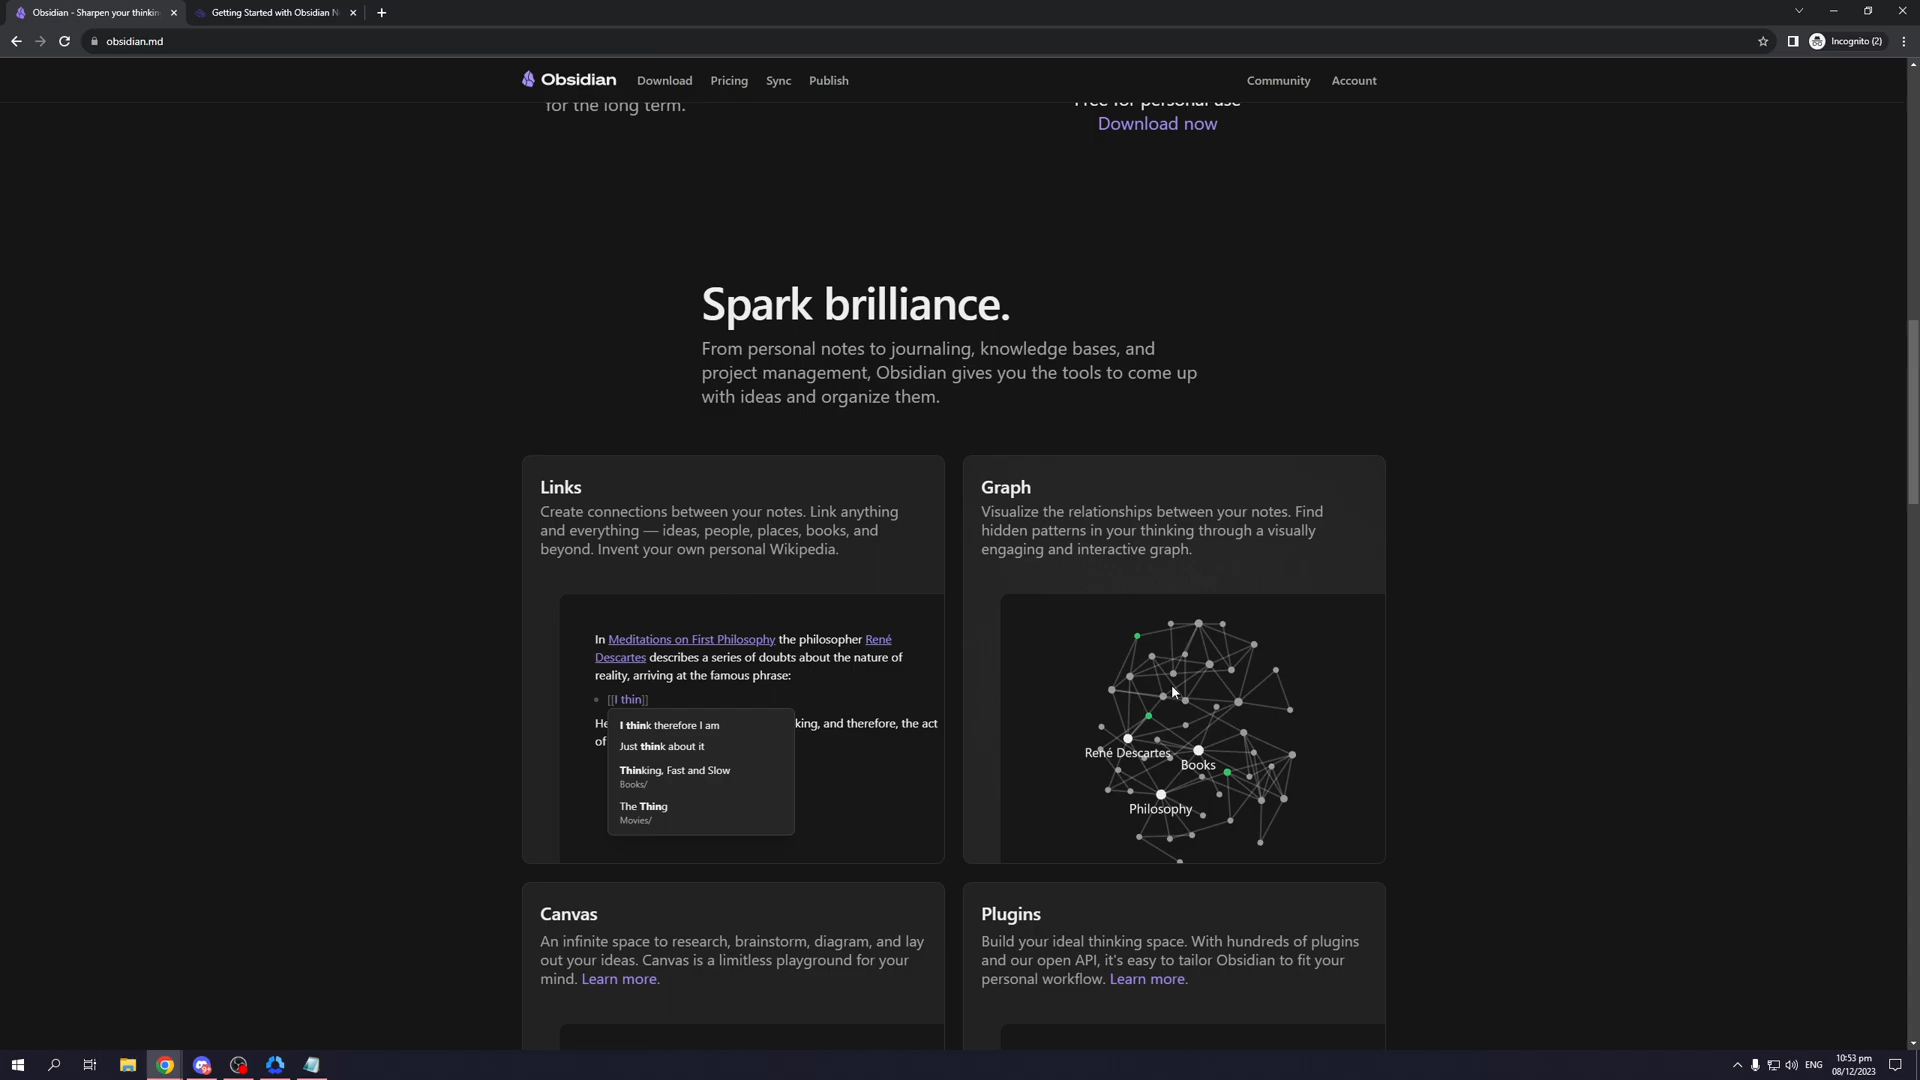 Obsidian - Sharpen your thinkin
Getting Started with Obsidian N
obsidian.md
Incognito (2)
Obsidian
Download
Pricing
Sync
Publish
Community
Account
for the long term.
Free for personal use
Download now
Spark brilliance.
From personal notes to journaling, knowledge bases, and
project management, Obsidian gives you the tools to come up
with ideas and organize them.
Links
Create connections between your notes. Link anything
and everything — ideas, people, places, books, and
beyond. Invent your own personal Wikipedia.
In Meditations on First Philosophy the philosopher René
Descartes describes a series of doubts about the nature of
reality, arriving at the famous phrase:
[[I thin]]
He king, and therefore, the act
of
I think therefore I am
Just think about it
Thinking, Fast and Slow
Books/
The Thing
Movies/
Graph
Visualize the relationships between your notes. Find
hidden patterns in your thinking through a visually
engaging and interactive graph.
René Descartes
Books
Philosophy
Canvas
An infinite space to research, brainstorm, diagram, and lay
out your ideas. Canvas is a limitless playground for your
mind. Learn more.
Plugins
Build your ideal thinking space. With hundreds of plugins
and our open API, it's easy to tailor Obsidian to fit your
personal workflow. Learn more.
9+
ENG
10:53 pm
08/12/2023